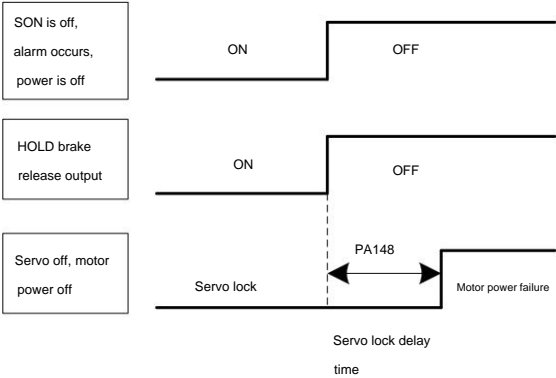 SON is off,
alarm occurs,
power is off
ON
OFF
HOLD brake
release output
ON
OFF
Servo off, motor
power off
Servo lock
PA148
Motor power failure
Servo lock delay
time